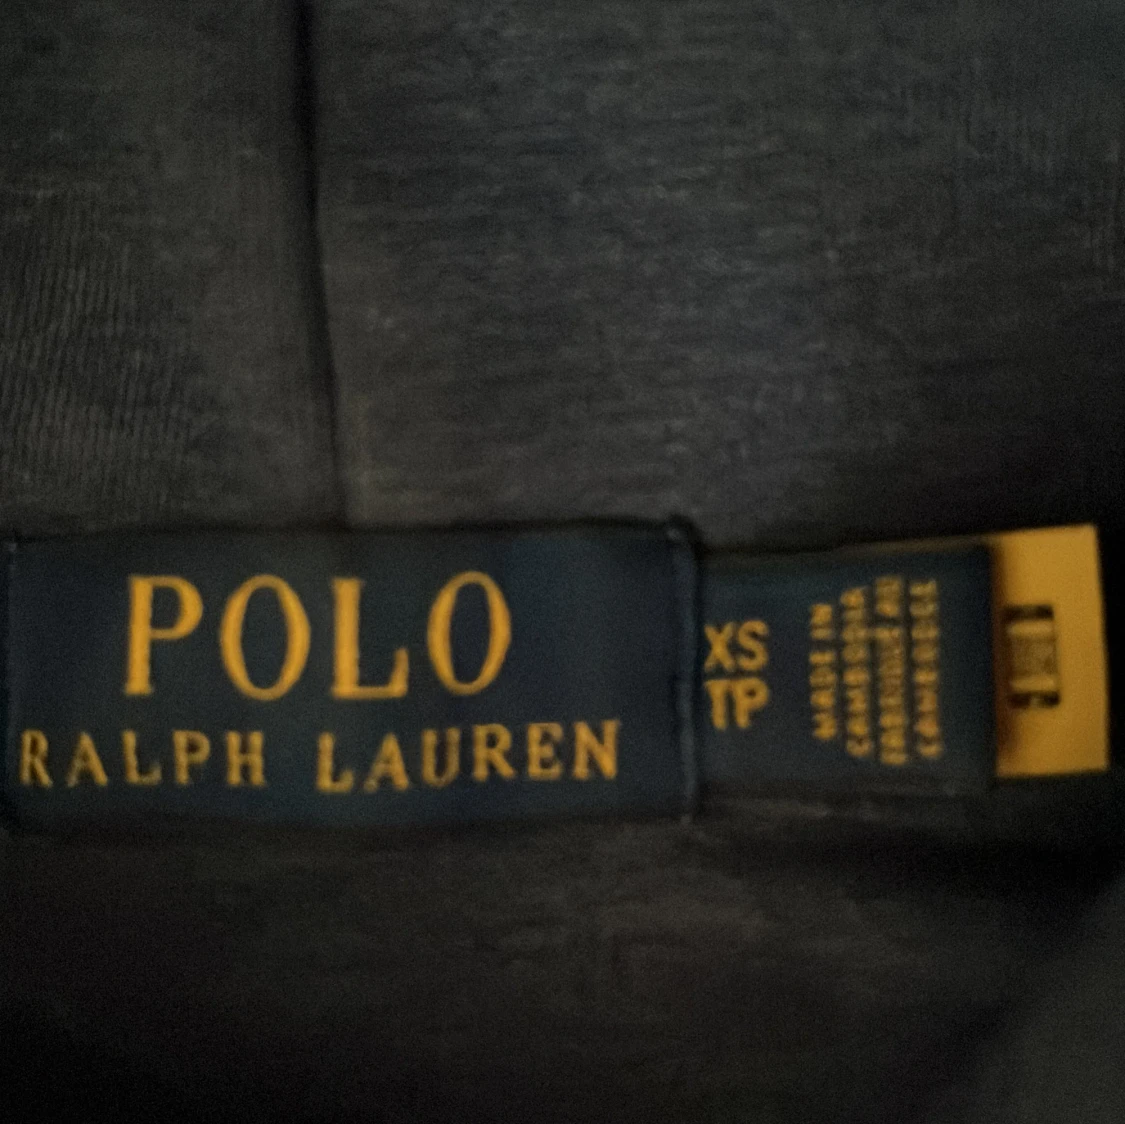 POLO
RALPH LAUREN
XS
TP
MADE IN
CAMBODIA
FABRIQUÉ AU
CAMBODGE